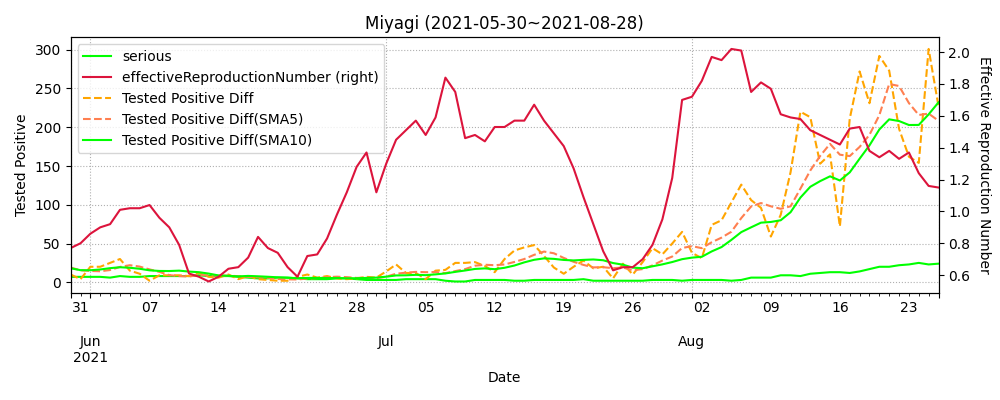 Miyagi (2021-05-30~2021-08-28)
serious
effectiveReproductionNumber (right)
Tested Positive Diff
Tested Positive Diff(SMA5)
Tested Positive Diff(SMA10)
Tested Positive
300
250
200
150
100
50
0
2.0
1.8
1.6
1.4
1.2
1.0
0.8
0.6
Effective Reproduction Number
31 07 14 21 28 05 12 19 26 02 09 16 23
Jun Jul Aug
2021
Date